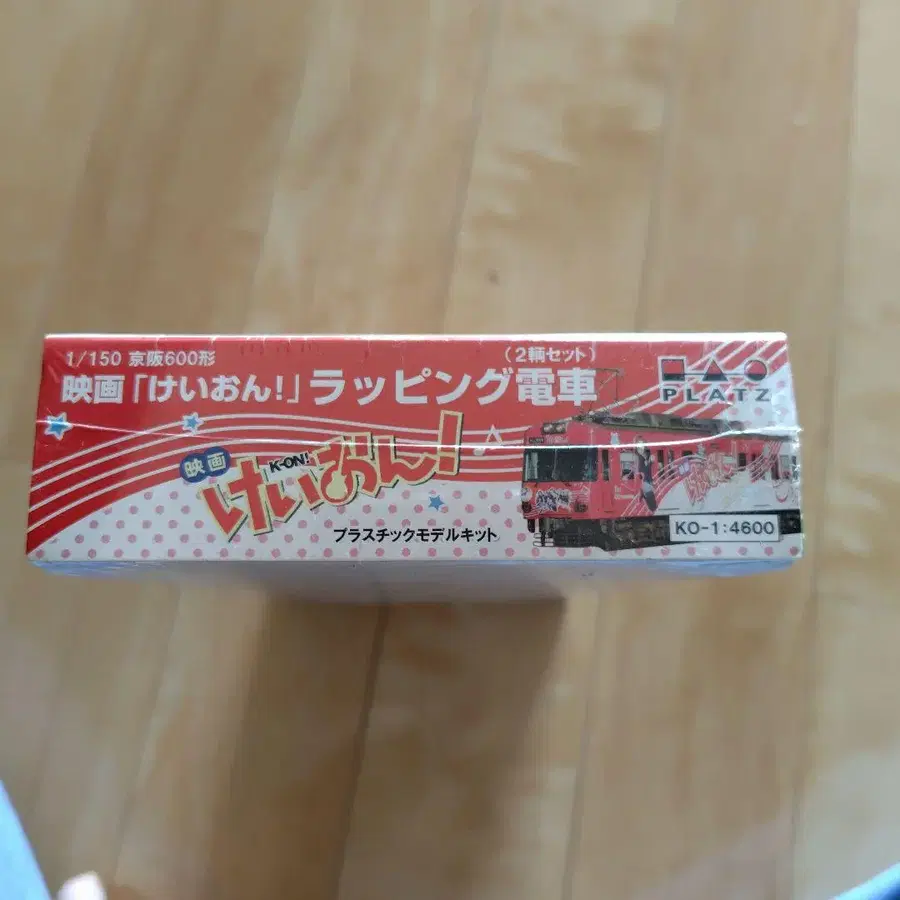 1/150 京阪600形
(2輌セット)
映画「けいおん!」ラッピング電車
PLATZ
映画
K-ON!
けいおん!
プラスチックモデルキット
KO-1:4600